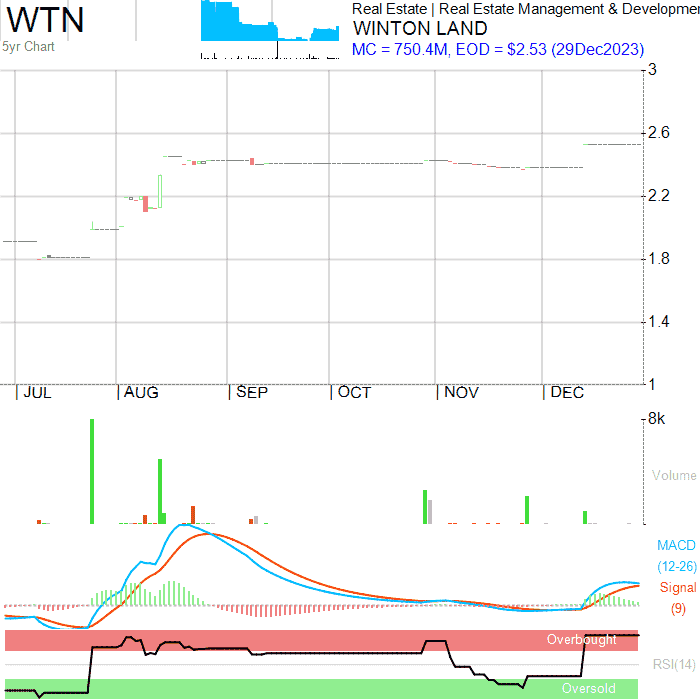 WTN
5yr Chart
Real Estate | Real Estate Management & Developmen
WINTON LAND
MC = 750.4M, EOD = $2.53 (29Dec2023)
3
2.6
2.2
1.8
1.4
1
| JUL | AUG | SEP | OCT | NOV | DEC
8k
Volume
MACD
(12-26)
Signal
(9)
Overbought
RSI(14)
Oversold